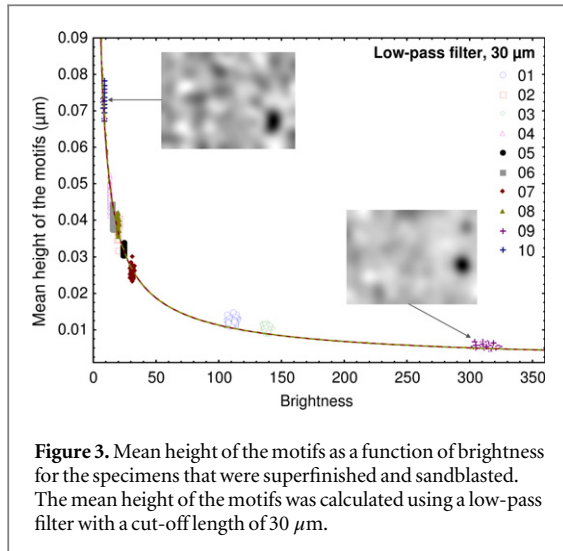 0.09
0.08
0.07
0.06
0.05
0.04
0.03
0.02
0.01
Mean height of the motifs (μm)
Low-pass filter, 30 μm
01
02
03
04
05
06
07
08
09
10
0 50 100 150 200 250 300 350
Brightness
Figure 3. Mean height of the motifs as a function of brightness
for the specimens that were superfinished and sandblasted.
The mean height of the motifs was calculated using a low-pass
filter with a cut-off length of 30 μm.